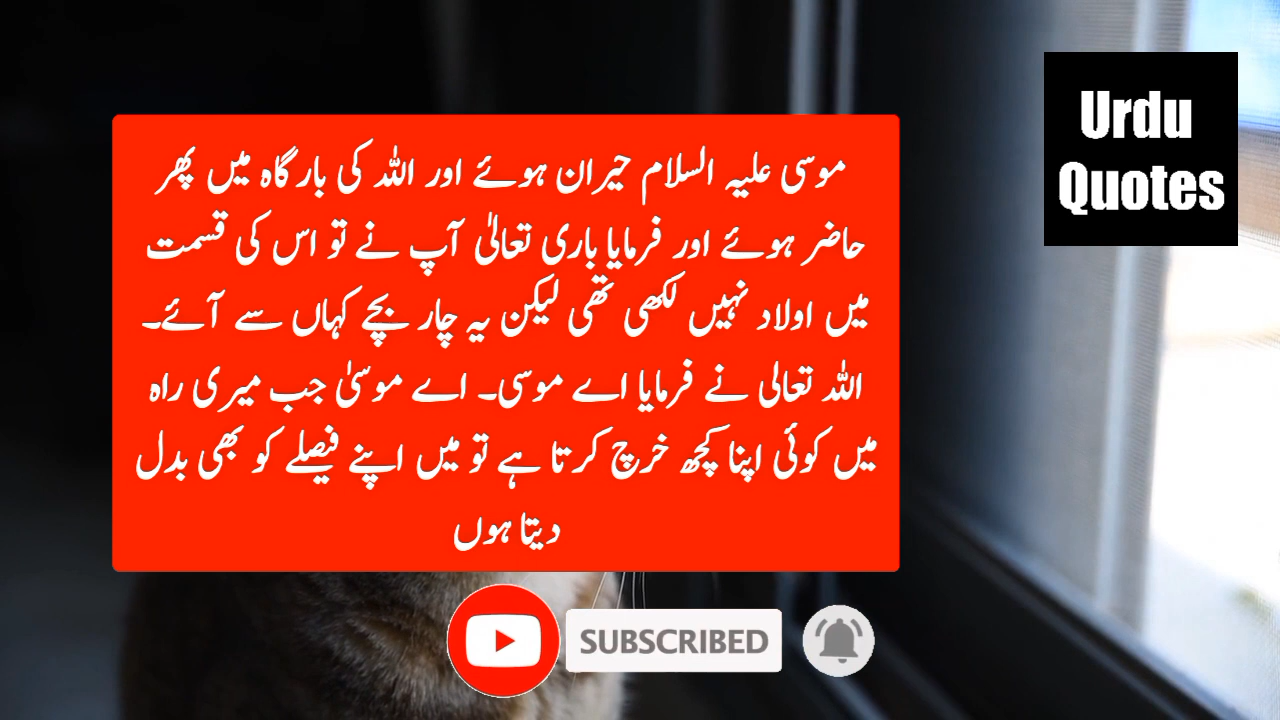 موسی علیہ السلام حیران ہوئے اور اللہ کی بارگاہ میں پھر
حاضر ہوئے اور فرمایا باری تعالیٰ آپ نے تو اس کی قسمت
میں اولاد نہیں لکھی تھی لیکن یہ چار بچے کہاں سے آئے۔
اللہ تعالی نے فرمایا اے موسی۔ اے موسیٰ جب میری راہ
میں کوئی اپنا کچھ خرچ کرتا ہے تو میں اپنے فیصلے کو بھی بدل
دیتا ہوں
Urdu
Quotes
SUBSCRIBED